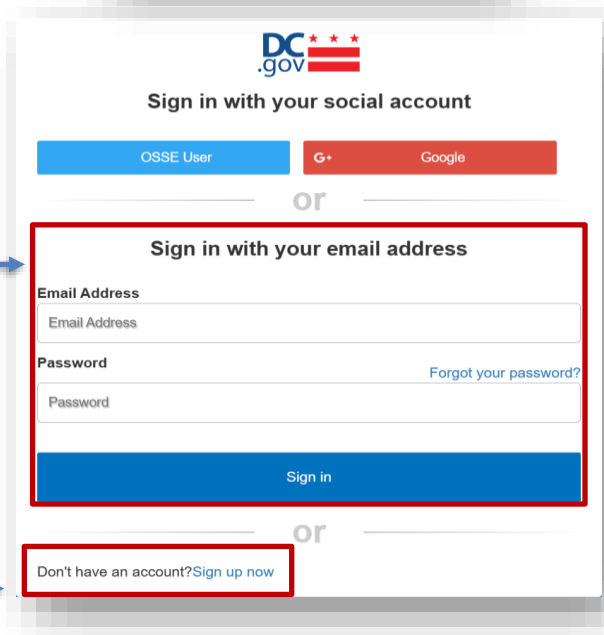 DC
.gov
Sign in with your social account
OSSE User
G+ Google
or
Sign in with your email address
Email Address
Email Address
Password
Forgot your password?
Password
Sign in
or
Don't have an account?Sign up now